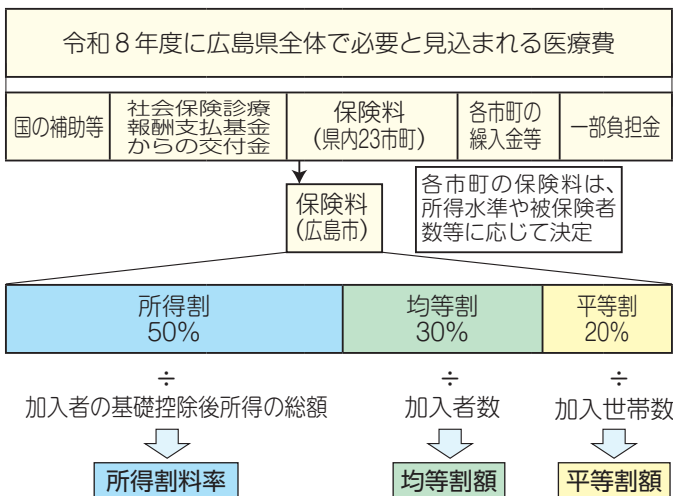 令和8年度に広島県全体で必要と見込まれる医療費
国の補助等
社会保険診療
報酬支払基金
からの交付金
保険料
(県内23市町)
各市町の
繰入金等
一部負担金
保険料
(広島市)
各市町の保険料は、
所得水準や被保険者
数等に応じて決定
所得割
50%
均等割
30%
平等割
20%
÷
加入者の基礎控除後所得の総額
÷
加入者数
÷
加入世帯数
所得割料率
均等割額
平等割額